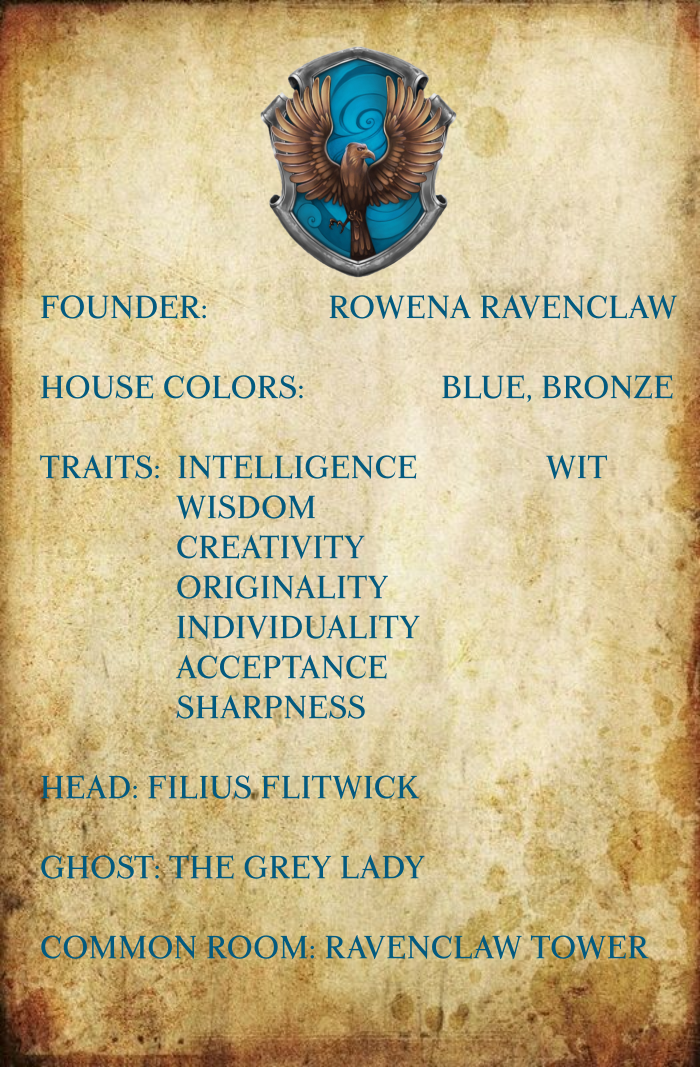 FOUNDER: ROWENA RAVENCLAW
HOUSE COLORS: BLUE, BRONZE
TRAITS: INTELLIGENCE WIT
WISDOM
CREATIVITY
ORIGINALITY
INDIVIDUALITY
ACCEPTANCE
SHARPNESS
HEAD: FILIUS FLITWICK
GHOST: THE GREY LADY
COMMON ROOM: RAVENCLAW TOWER